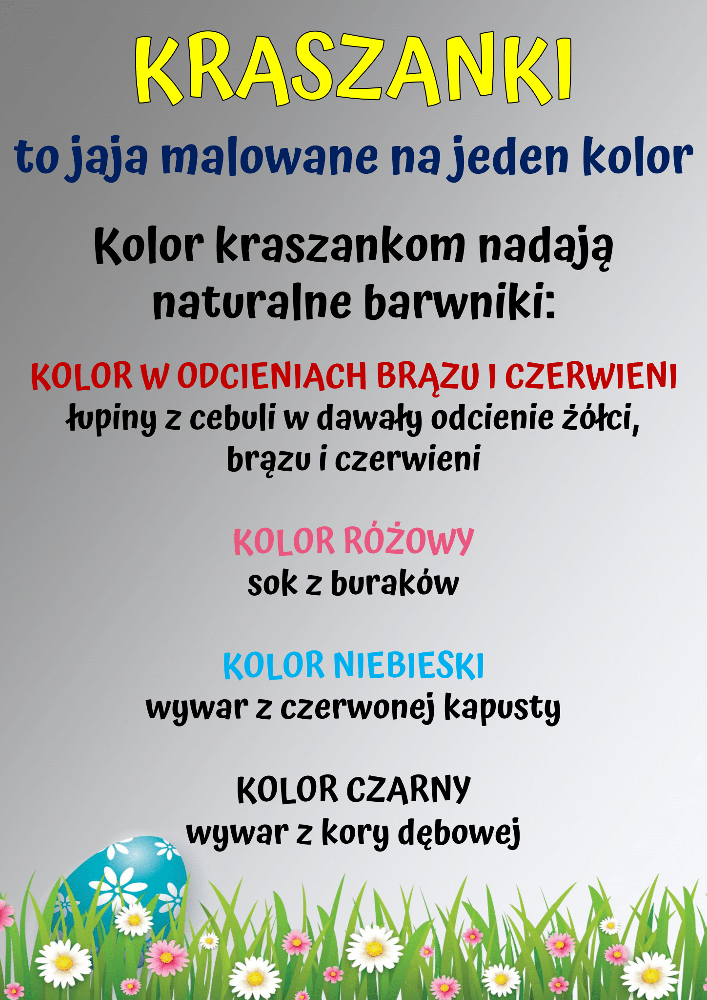 KRASZANKI
to jaja malowane na jeden kolor
Kolor kraszankom nadają
naturalne barwniki:
KOLOR W ODCIENIACH BRĄZU I CZERWIENI
łupiny z cebuli w dawały odcienie żółci,
brązu i czerwieni
KOLOR RÓŻOWY
sok z buraków
KOLOR NIEBIESKI
wywar z czerwonej kapusty
KOLOR CZARNY
wywar z kory dębowej